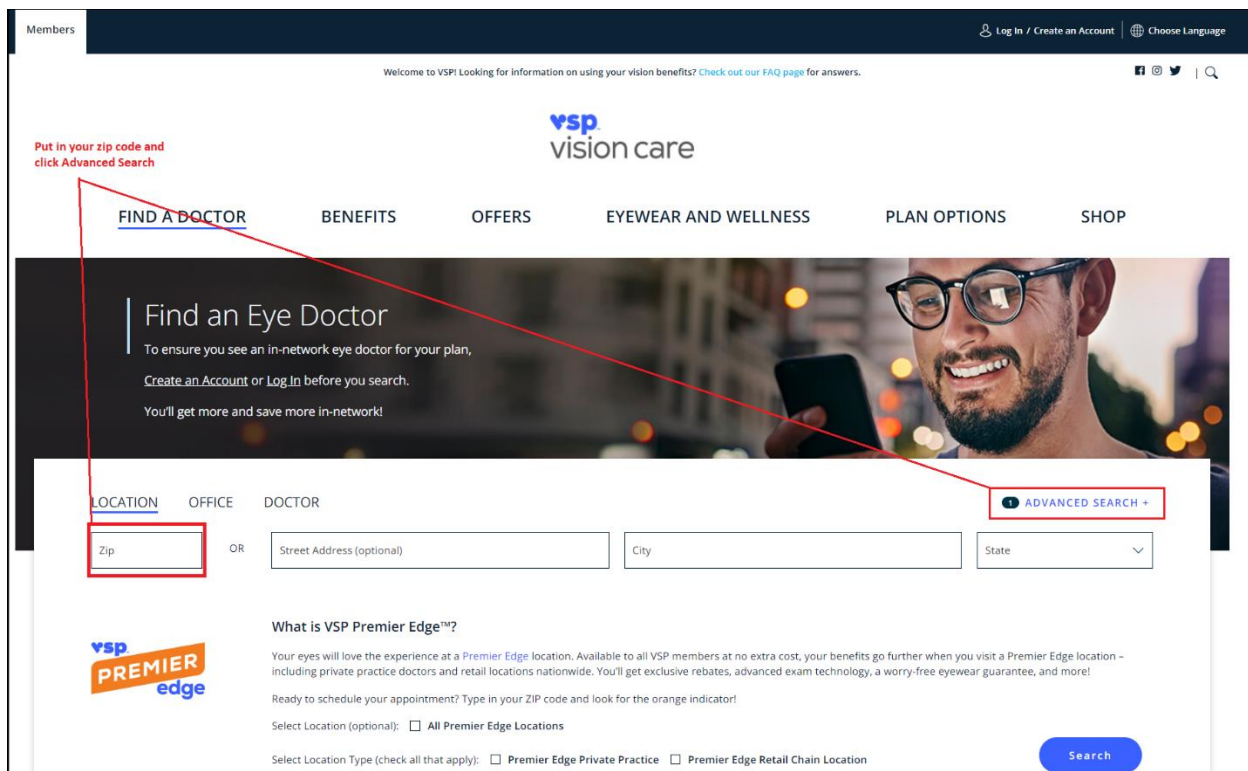 Members
Log In / Create an Account
Choose Language
Welcome to VSP! Looking for information on using your vision benefits? Check out our FAQ page for answers.
vsp
vision care
Put in your zip code and
click Advanced Search
FIND A DOCTOR
BENEFITS
OFFERS
EYEWEAR AND WELLNESS
PLAN OPTIONS
SHOP
Find an Eye Doctor
To ensure you see an in-network eye doctor for your plan,
Create an Account or Log In before you search.
You'll get more and save more in-network!
LOCATION
OFFICE
DOCTOR
1 ADVANCED SEARCH +
Zip
OR
Street Address (optional)
City
State
vsp
PREMIER
edge
What is VSP Premier Edge™?
Your eyes will love the experience at a Premier Edge location. Available to all VSP members at no extra cost, your benefits go further when you visit a Premier Edge location –
including private practice doctors and retail locations nationwide. You'll get exclusive rebates, advanced exam technology, a worry-free eyewear guarantee, and more!
Ready to schedule your appointment? Type in your ZIP code and look for the orange indicator!
Select Location (optional): All Premier Edge Locations
Select Location Type (check all that apply): Premier Edge Private Practice Premier Edge Retail Chain Location
Search